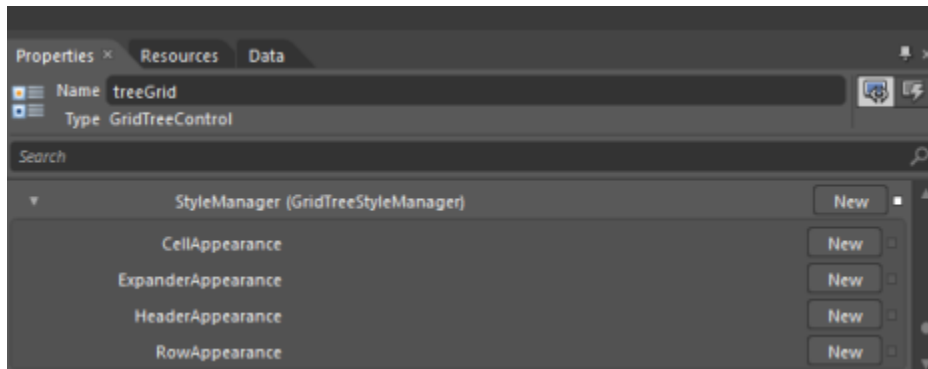 Properties × Resources Data
Name treeGrid
Type GridTreeControl
Search
StyleManager (GridTreeStyleManager) New
CellAppearance New
ExpanderAppearance New
HeaderAppearance New
RowAppearance New